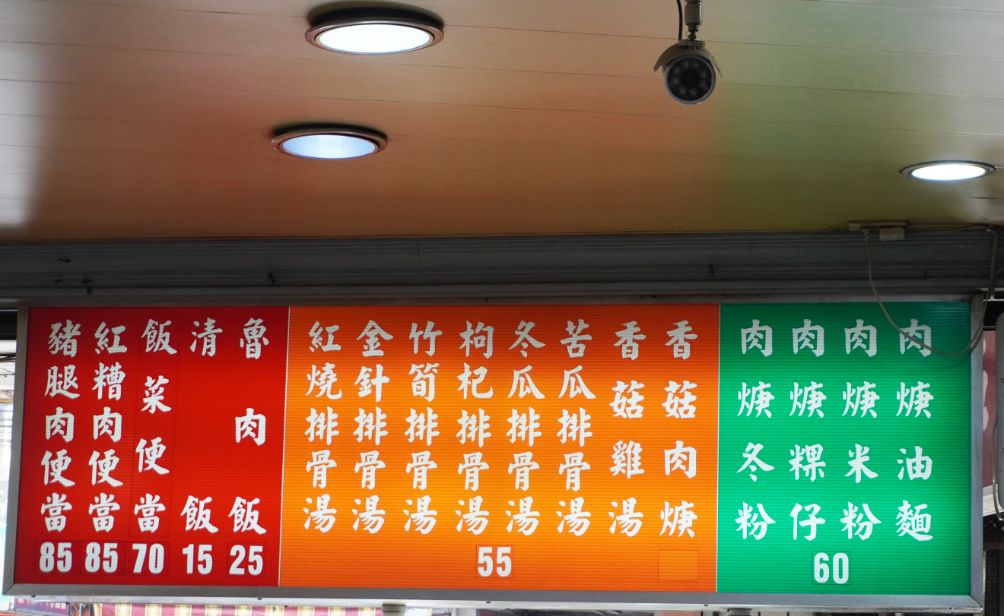 肉焿油麵
肉焿米粉
肉焿粿仔
肉焿冬粉
60
香菇肉焿
香菇雞湯
苦瓜排骨湯
冬瓜排骨湯
枸杞排骨湯
竹筍排骨湯
金針排骨湯
紅燒排骨湯
55
魯肉飯
25
清飯
15
飯菜便當
70
紅糟肉便當
85
豬腿肉便當
85